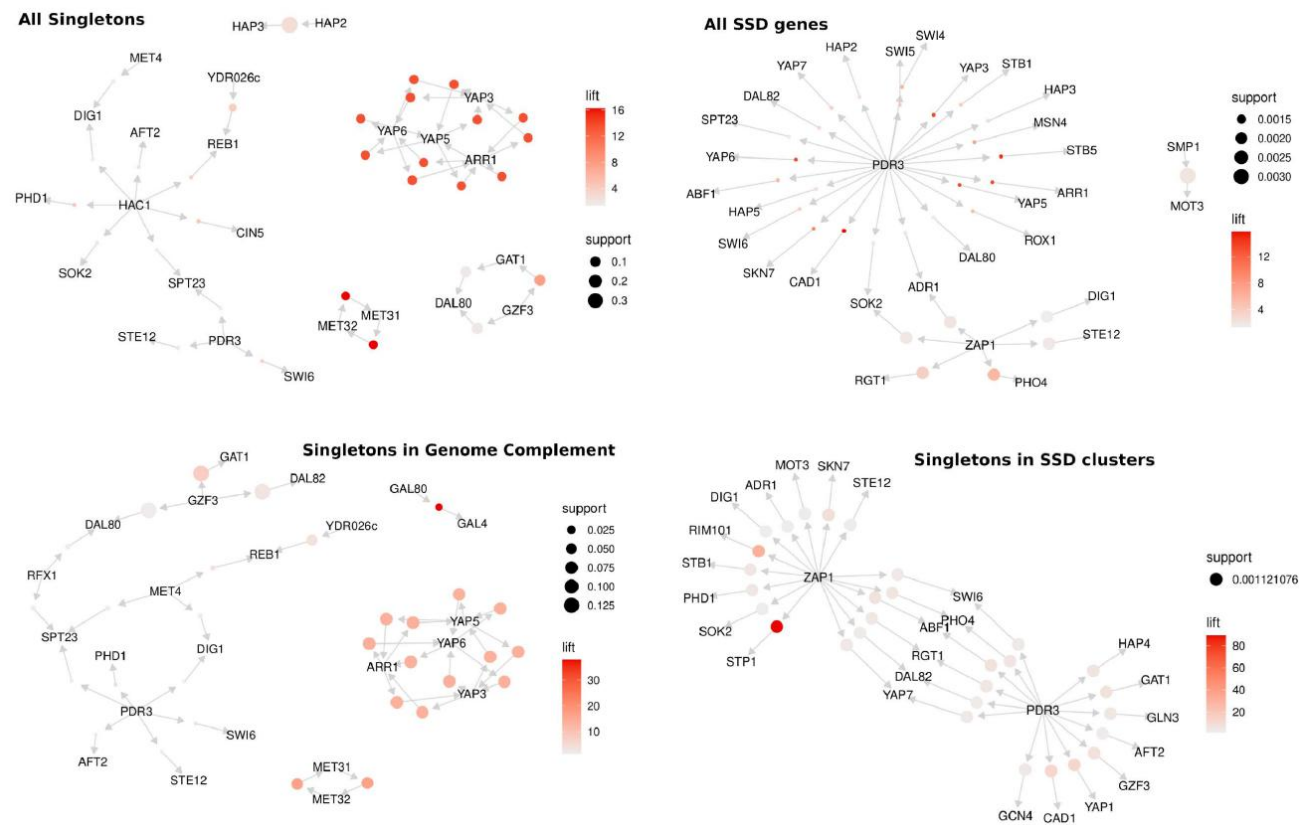 All Singletons
HAP3
HAP2
MET4
YDR026c
DIG1
AFT2
REB1
PHD1
HAC1
CIN5
SOK2
SPT23
STE12
PDR3
SWI6
YAP3
YAP6
YAP5
ARR1
MET31
MET32
GAT1
DAL80
GZF3
lift
16
12
8
4
support
0.1
0.2
0.3
All SSD genes
SWI4
HAP2
SWI5
YAP7
YAP3
STB1
DAL82
HAP3
SPT23
MSN4
YAP6
PDR3
STB5
ABF1
ARR1
HAP5
YAP5
SWI6
ROX1
SKN7
DAL80
CAD1
ADR1
SOK2
DIG1
ZAP1
STE12
RGT1
PHO4
SMP1
MOT3
support
0.0015
0.0020
0.0025
0.0030
lift
12
8
4
Singletons in Genome Complement
GAT1
GZF3
DAL82
DAL80
GAL80
GAL4
YDR026c
REB1
RFX1
MET4
SPT23
PHD1
DIG1
PDR3
SWI6
AFT2
STE12
YAP5
YAP6
ARR1
YAP3
MET31
MET32
support
0.025
0.050
0.075
0.100
0.125
lift
30
20
10
Singletons in SSD clusters
MOT3
SKN7
ADR1
STE12
DIG1
RIM101
STB1
ZAP1
PHD1
SOK2
STP1
SWI6
PHO4
ABF1
RGT1
DAL82
YAP7
HAP4
GAT1
PDR3
GLN3
AFT2
GZF3
YAP1
CAD1
GCN4
support
0.001121076
lift
80
60
40
20